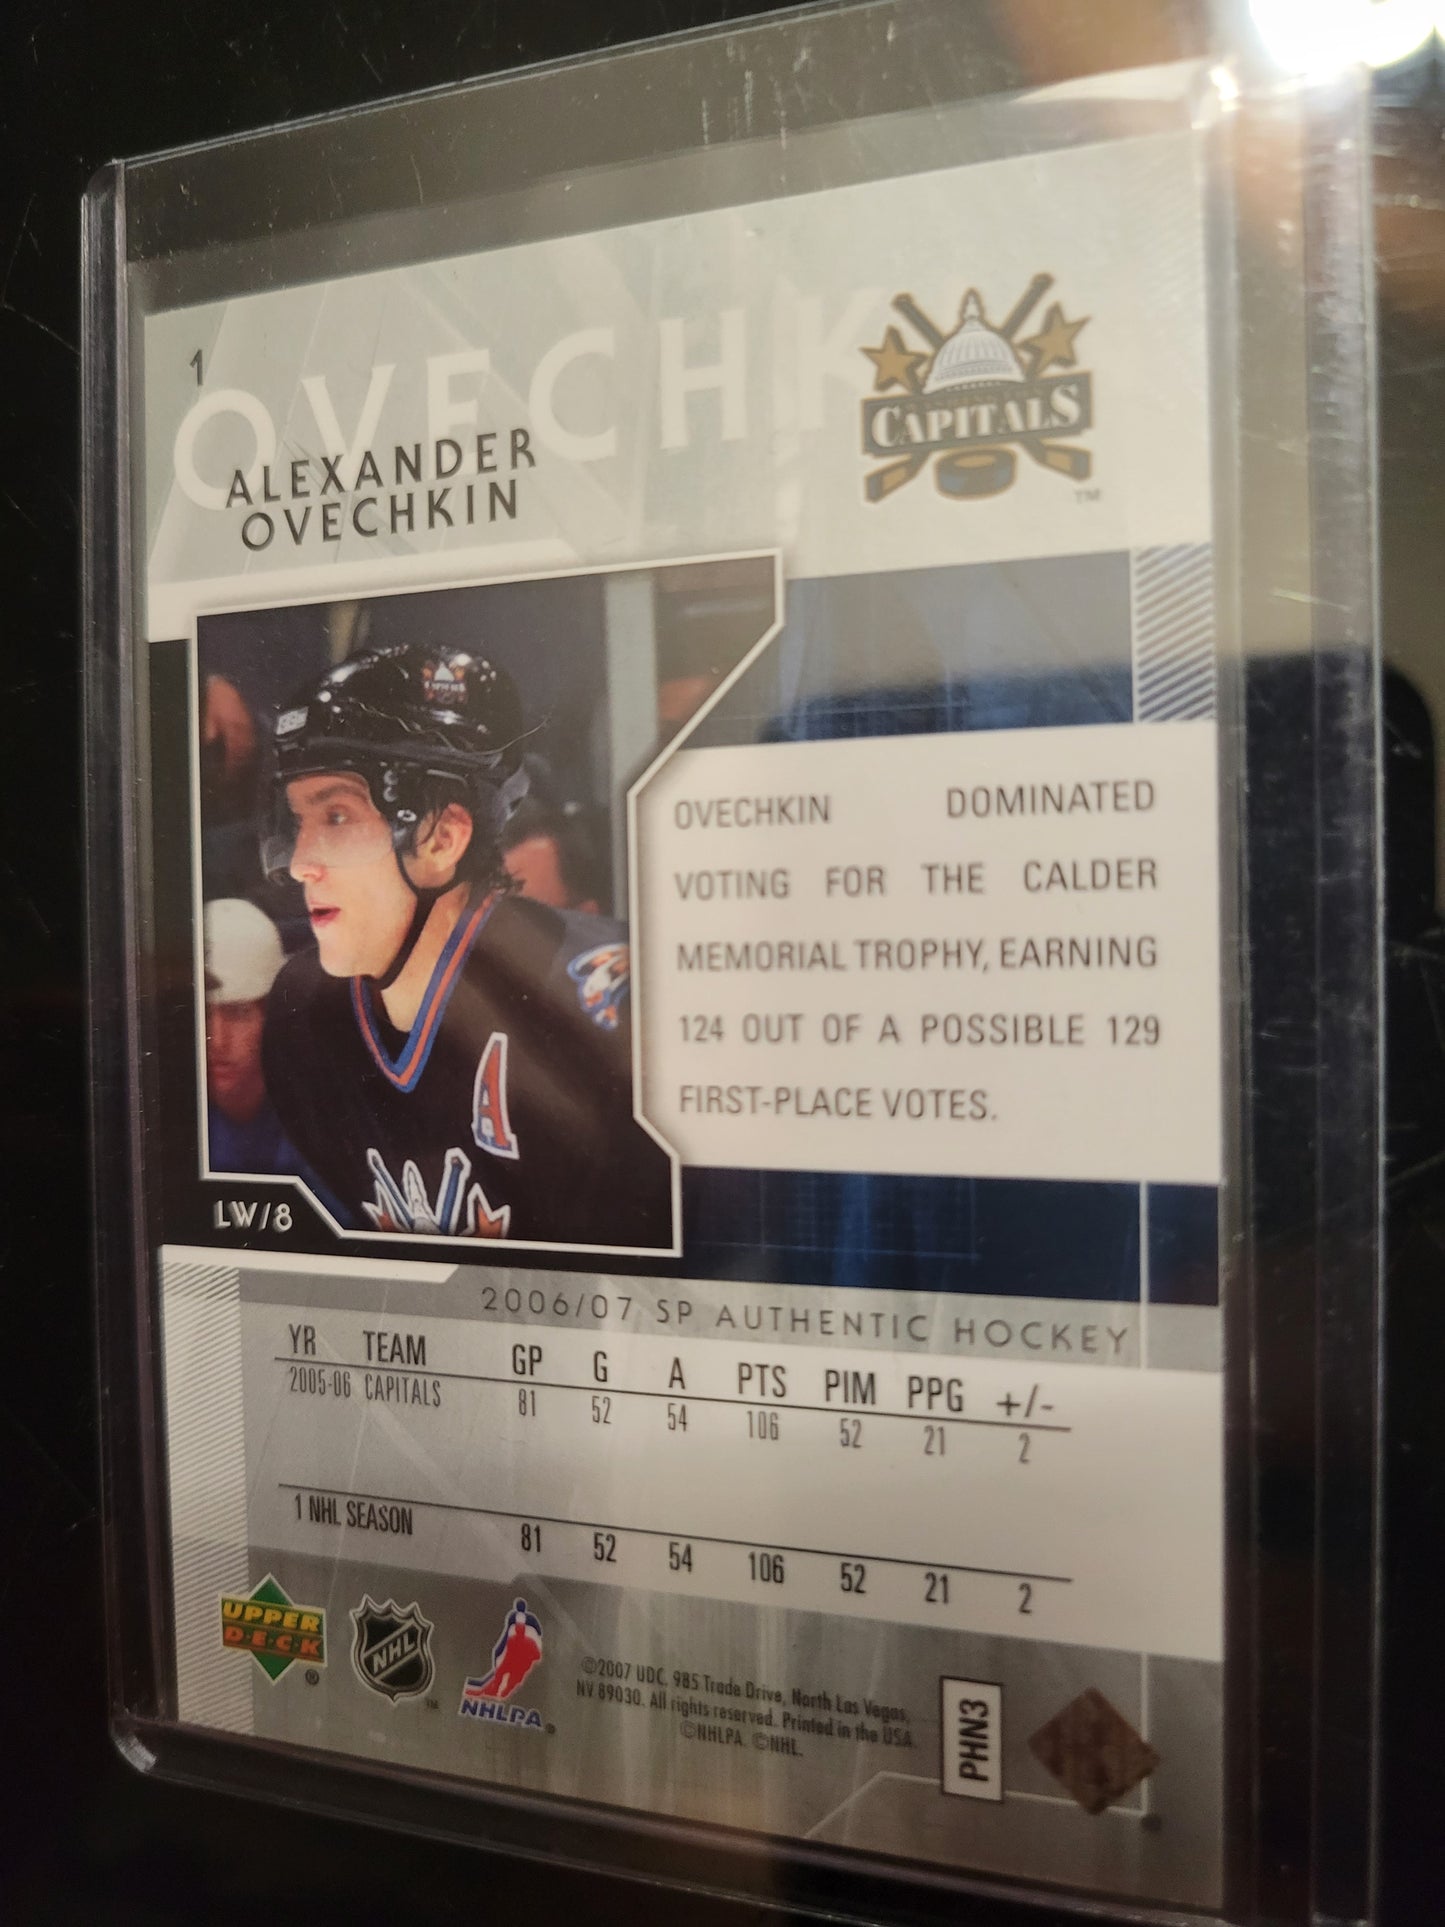 1
OVECHK
ALEXANDER
OVECHKIN
CAPITALS
TM
A
OVECHKIN DOMINATED
VOTING FOR THE CALDER
MEMORIAL TROPHY, EARNING
124 OUT OF A POSSIBLE 129
FIRST-PLACE VOTES.
LW/8
2006/07 SP AUTHENTIC HOCKEY
YR TEAM GP G A PTS PIM PPG +/-
2005-06 CAPITALS 81 52 54 106 52 21 2
1 NHL SEASON 81 52 54 106 52 21 2
UPPER
DECK
®
NHL
NHLPA
©2007 UDC. 985 Trade Drive, North Las Vegas,
NV 89030. All rights reserved. Printed in the USA.
©NHLPA. ©NHL.
PHN3